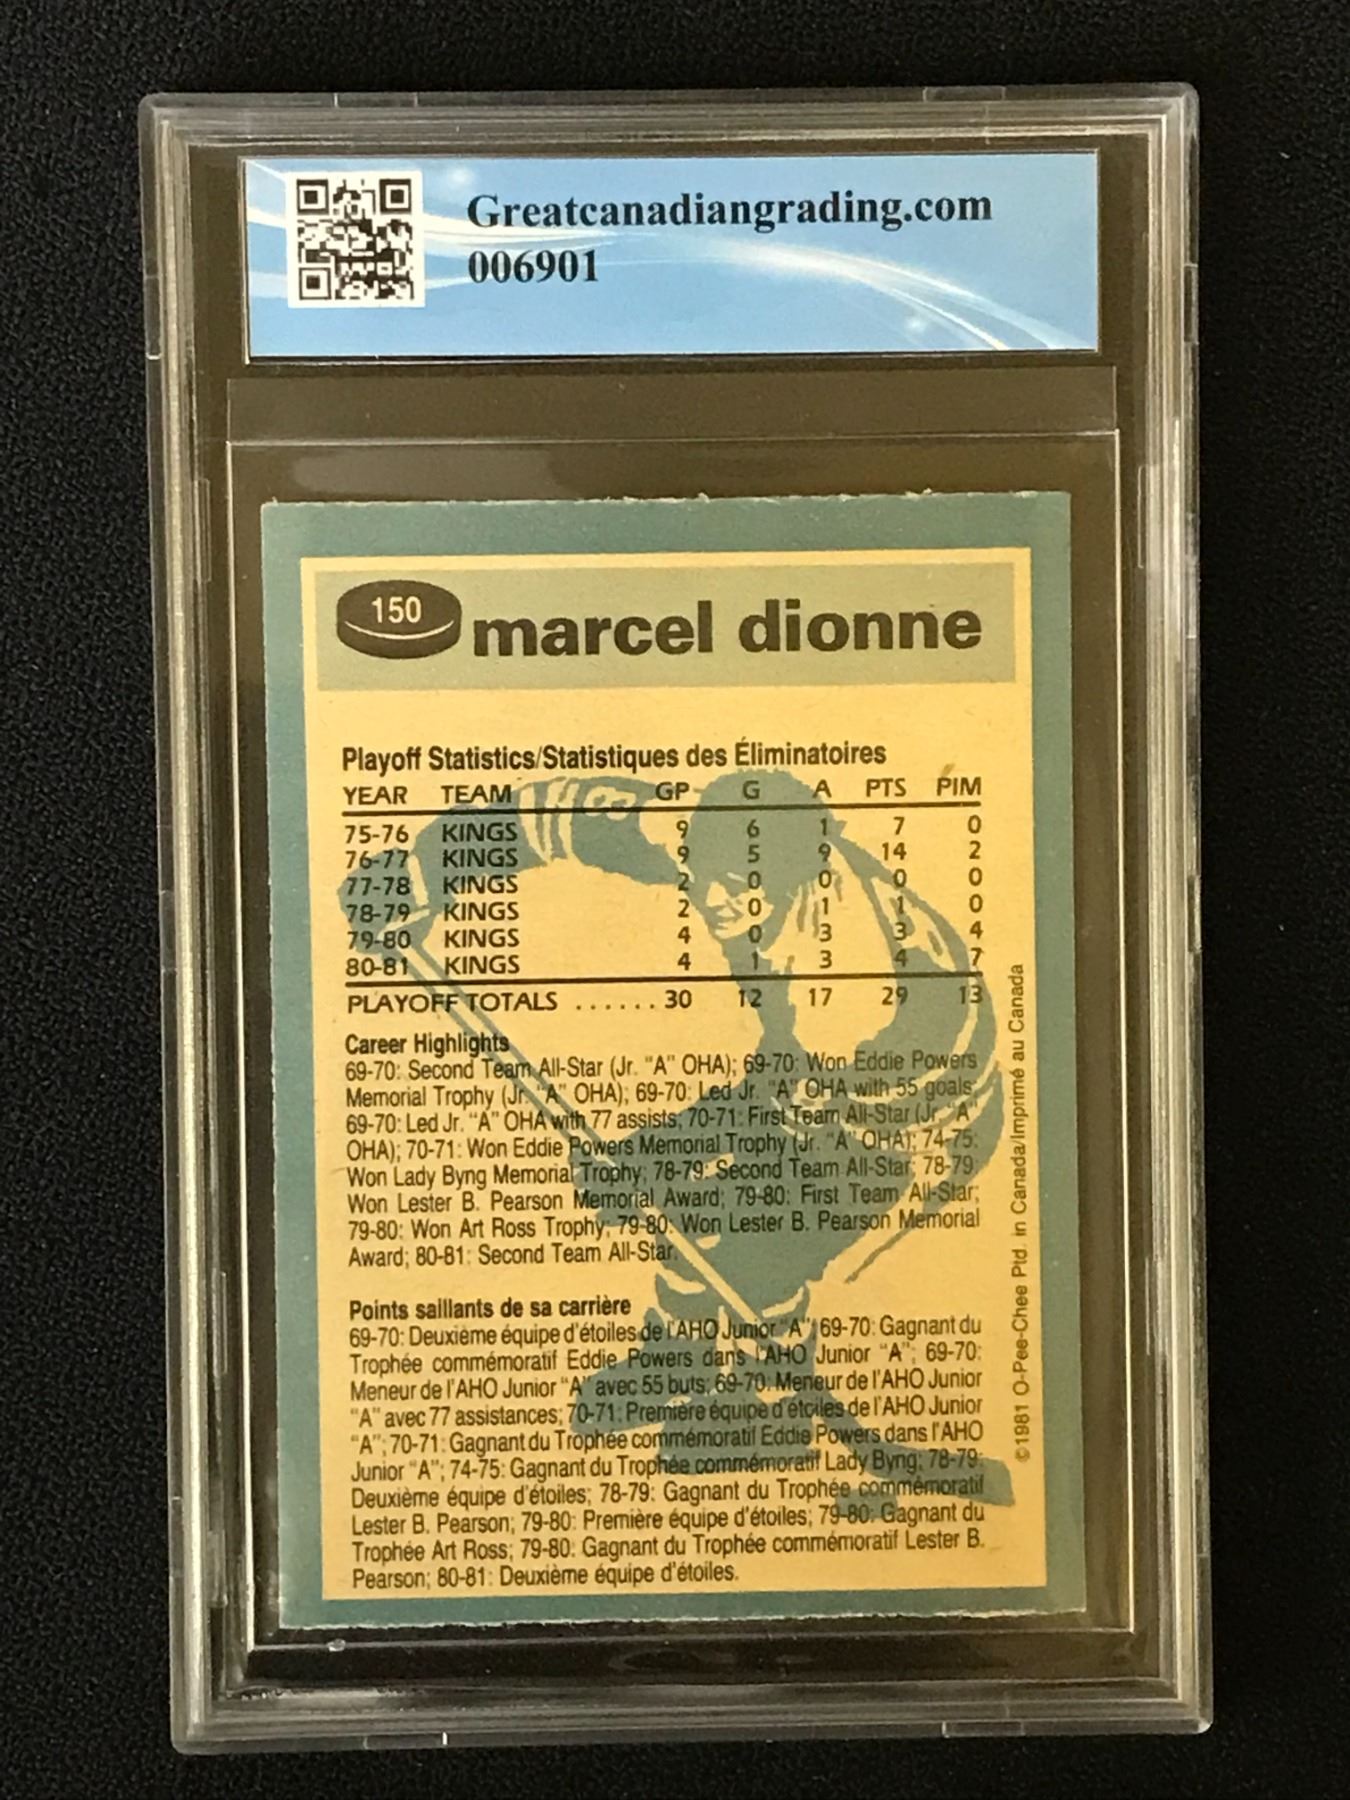 Greatcanadiangrading.com
006901
150 marcel dionne
Playoff Statistics/Statistiques des Éliminatoires
YEAR TEAM GP G A PTS PIM
75-76 KINGS 9 6 1 7 0
76-77 KINGS 9 5 9 14 2
77-78 KINGS 2 0 0 0 0
78-79 KINGS 2 0 1 1 0
79-80 KINGS 4 0 3 3 4
80-81 KINGS 4 1 3 4 7
PLAYOFF TOTALS ...... 30 12 17 29 13
Career Highlights
69-70: Second Team All-Star (Jr. "A" OHA); 69-70: Won Eddie Powers
Memorial Trophy (Jr. "A" OHA); 69-70: Led Jr. "A" OHA with 55 goals;
69-70: Led Jr. "A" OHA with 77 assists; 70-71: First Team All-Star (Jr. "A"
OHA); 70-71: Won Eddie Powers Memorial Trophy (Jr. "A" OHA); 74-75:
Won Lady Byng Memorial Trophy; 78-79: Second Team All-Star; 78-79:
Won Lester B. Pearson Memorial Award; 79-80: First Team All-Star;
79-80: Won Art Ross Trophy; 79-80: Won Lester B. Pearson Memorial
Award; 80-81: Second Team All-Star.
Points saillants de sa carrière
69-70: Deuxième équipe d'étoiles de l'AHO Junior "A"; 69-70: Gagnant du
Trophée commémoratif Eddie Powers dans l'AHO Junior "A"; 69-70:
Meneur de l'AHO Junior "A" avec 55 buts; 69-70: Meneur de l'AHO Junior
"A" avec 77 assistances; 70-71: Première équipe d'étoiles de l'AHO Junior
"A"; 70-71: Gagnant du Trophée commémoratif Eddie Powers dans l'AHO
Junior "A"; 74-75: Gagnant du Trophée commémoratif Lady Byng; 78-79:
Deuxième équipe d'étoiles; 78-79: Gagnant du Trophée commémoratif
Lester B. Pearson; 79-80: Première équipe d'étoiles; 79-80: Gagnant du
Trophée Art Ross; 79-80: Gagnant du Trophée commémoratif Lester B.
Pearson; 80-81: Deuxième équipe d'étoiles.
©1981 O-Pee-Chee Ptd. in Canada/Imprimé au Canada